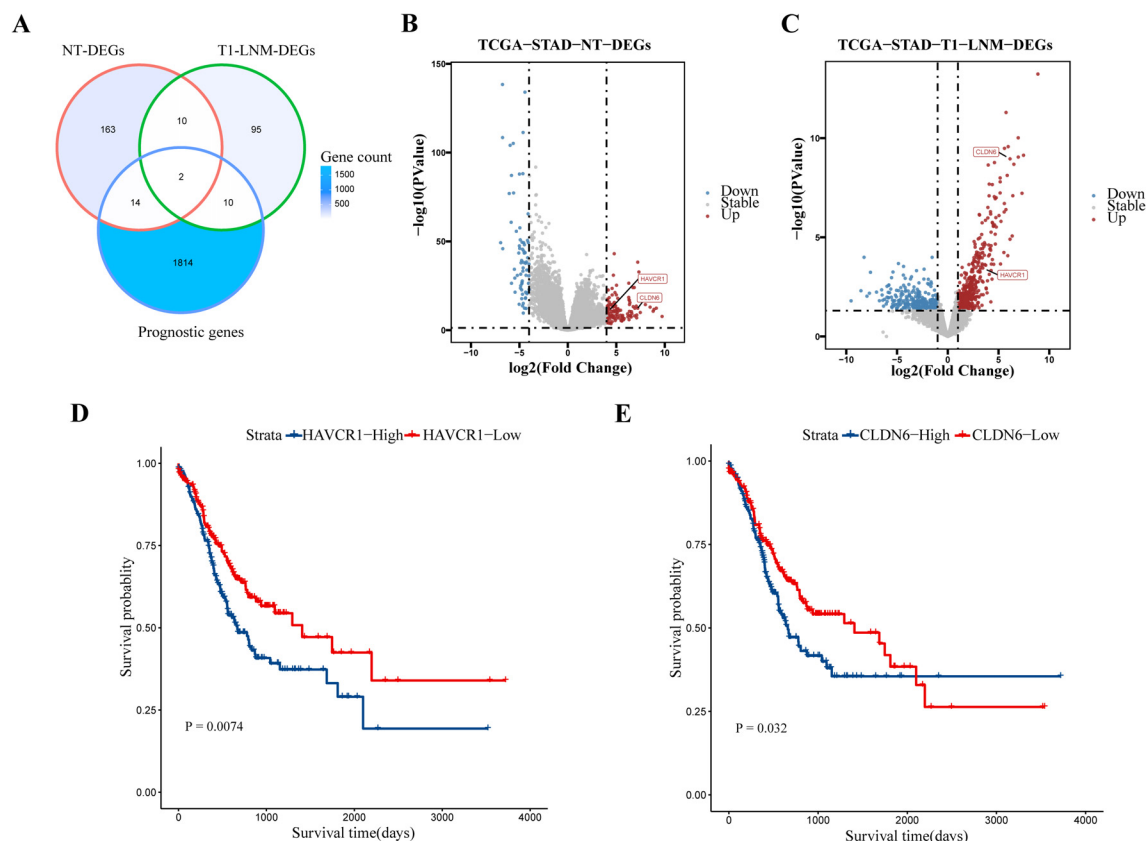 A
NT-DEGs
T1-LNM-DEGs
163
10
95
2
14
10
1814
Prognostic genes
Gene count
1500
1000
500
B
TCGA−STAD−NT−DEGs
150
100
50
0
−log10(PValue)
HAVCR1
CLDN6
−10
−5
0
5
10
log2(Fold Change)
Down
Stable
Up
C
TCGA−STAD−T1−LNM−DEGs
10
5
0
−log10(PValue)
CLDN6
HAVCR1
−10
−5
0
5
10
log2(Fold Change)
Down
Stable
Up
D
Strata HAVCR1−High HAVCR1−Low
1.00
0.75
0.50
0.25
0.00
Survival probablity
P = 0.0074
0
1000
2000
3000
4000
Survival time(days)
E
Strata CLDN6−High CLDN6−Low
1.00
0.75
0.50
0.25
0.00
Survival probablity
P = 0.032
0
1000
2000
3000
4000
Survival time(days)